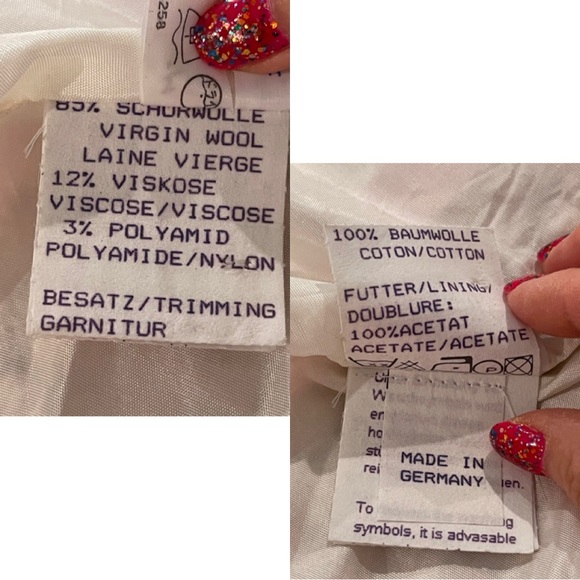 258
85% SCHURWOLLE
VIRGIN WOOL
LAINE VIERGE
12% VISKOSE
VISCOSE/VISCOSE
3% POLYAMID
POLYAMIDE/NYLON
BESATZ/TRIMMING
GARNITUR
100% BAUMWOLLE
COTON/COTTON
FUTTER/LINING/
DOUBLURE:
100%ACETAT
ACETATE/ACETATE
MADE IN
GERMANY
To
symbols, it is advasable